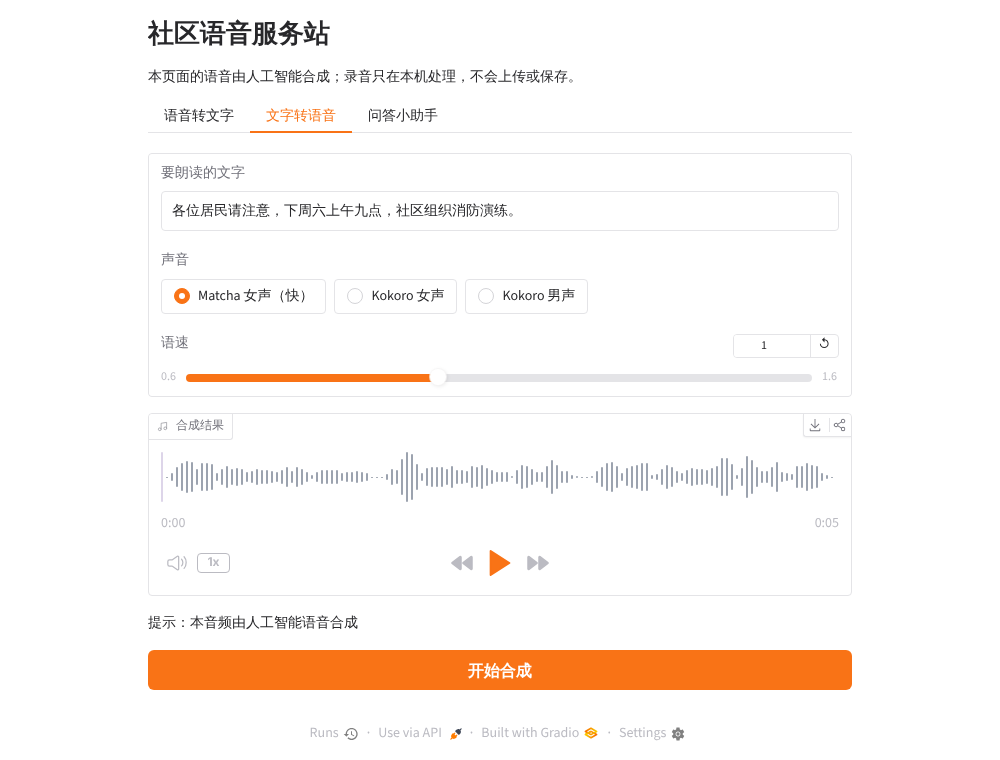 社区语音服务站
本页面的语音由人工智能合成；录音只在本机处理，不会上传或保存。
语音转文字 文字转语音 问答小助手
要朗读的文字
各位居民请注意，下周六上午九点，社区组织消防演练。
声音
Matcha 女声（快） Kokoro 女声 Kokoro 男声
语速 1
0.6 1.6
合成结果
0:00 0:05
1x
提示：本音频由人工智能语音合成
开始合成
Runs · Use via API · Built with Gradio · Settings